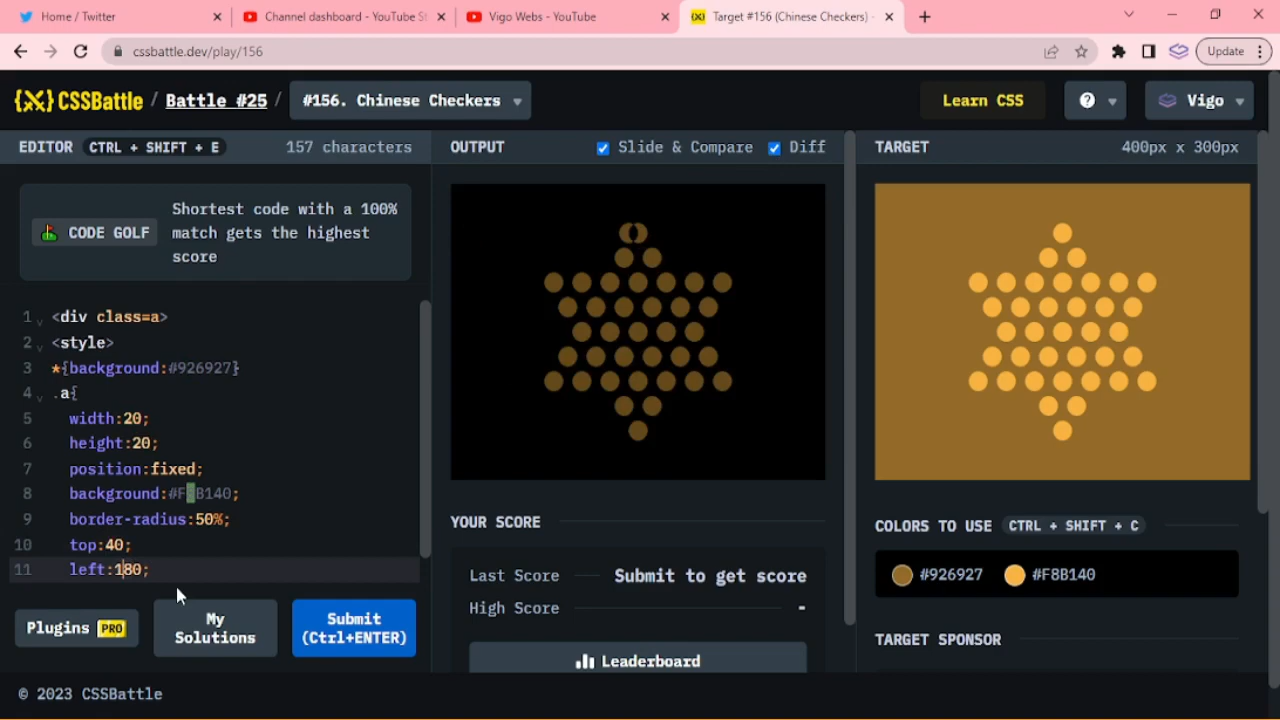 Home / Twitter
Channel dashboard - YouTube St
Vigo Webs - YouTube
Target #156 (Chinese Checkers) -
cssbattle.dev/play/156
Update
{X} CSSBattle / Battle #25 / #156. Chinese Checkers
Learn CSS
Vigo
EDITOR CTRL + SHIFT + E 157 characters
OUTPUT Slide & Compare Diff
TARGET 400px x 300px
CODE GOLF
Shortest code with a 100%
match gets the highest
score
1 <div class=a>
2 <style>
3 *{background:#926927}
4 .a{
5 width:20;
6 height:20;
7 position:fixed;
8 background:#F8B140;
9 border-radius:50%;
10 top:40;
11 left:180;
YOUR SCORE
Last Score Submit to get score
High Score -
Leaderboard
COLORS TO USE CTRL + SHIFT + C
#926927 #F8B140
TARGET SPONSOR
Plugins PRO
My
Solutions
Submit
(Ctrl+ENTER)
© 2023 CSSBattle